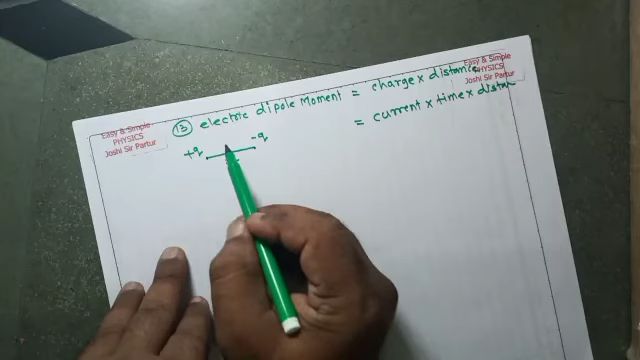 Easy & Simple
PHYSICS
Joshi Sir Partur
Easy & Simple
PHYSICS
Joshi Sir Partur
(13) electric dipole Moment = charge × distance
= current × time × distan
+q -q